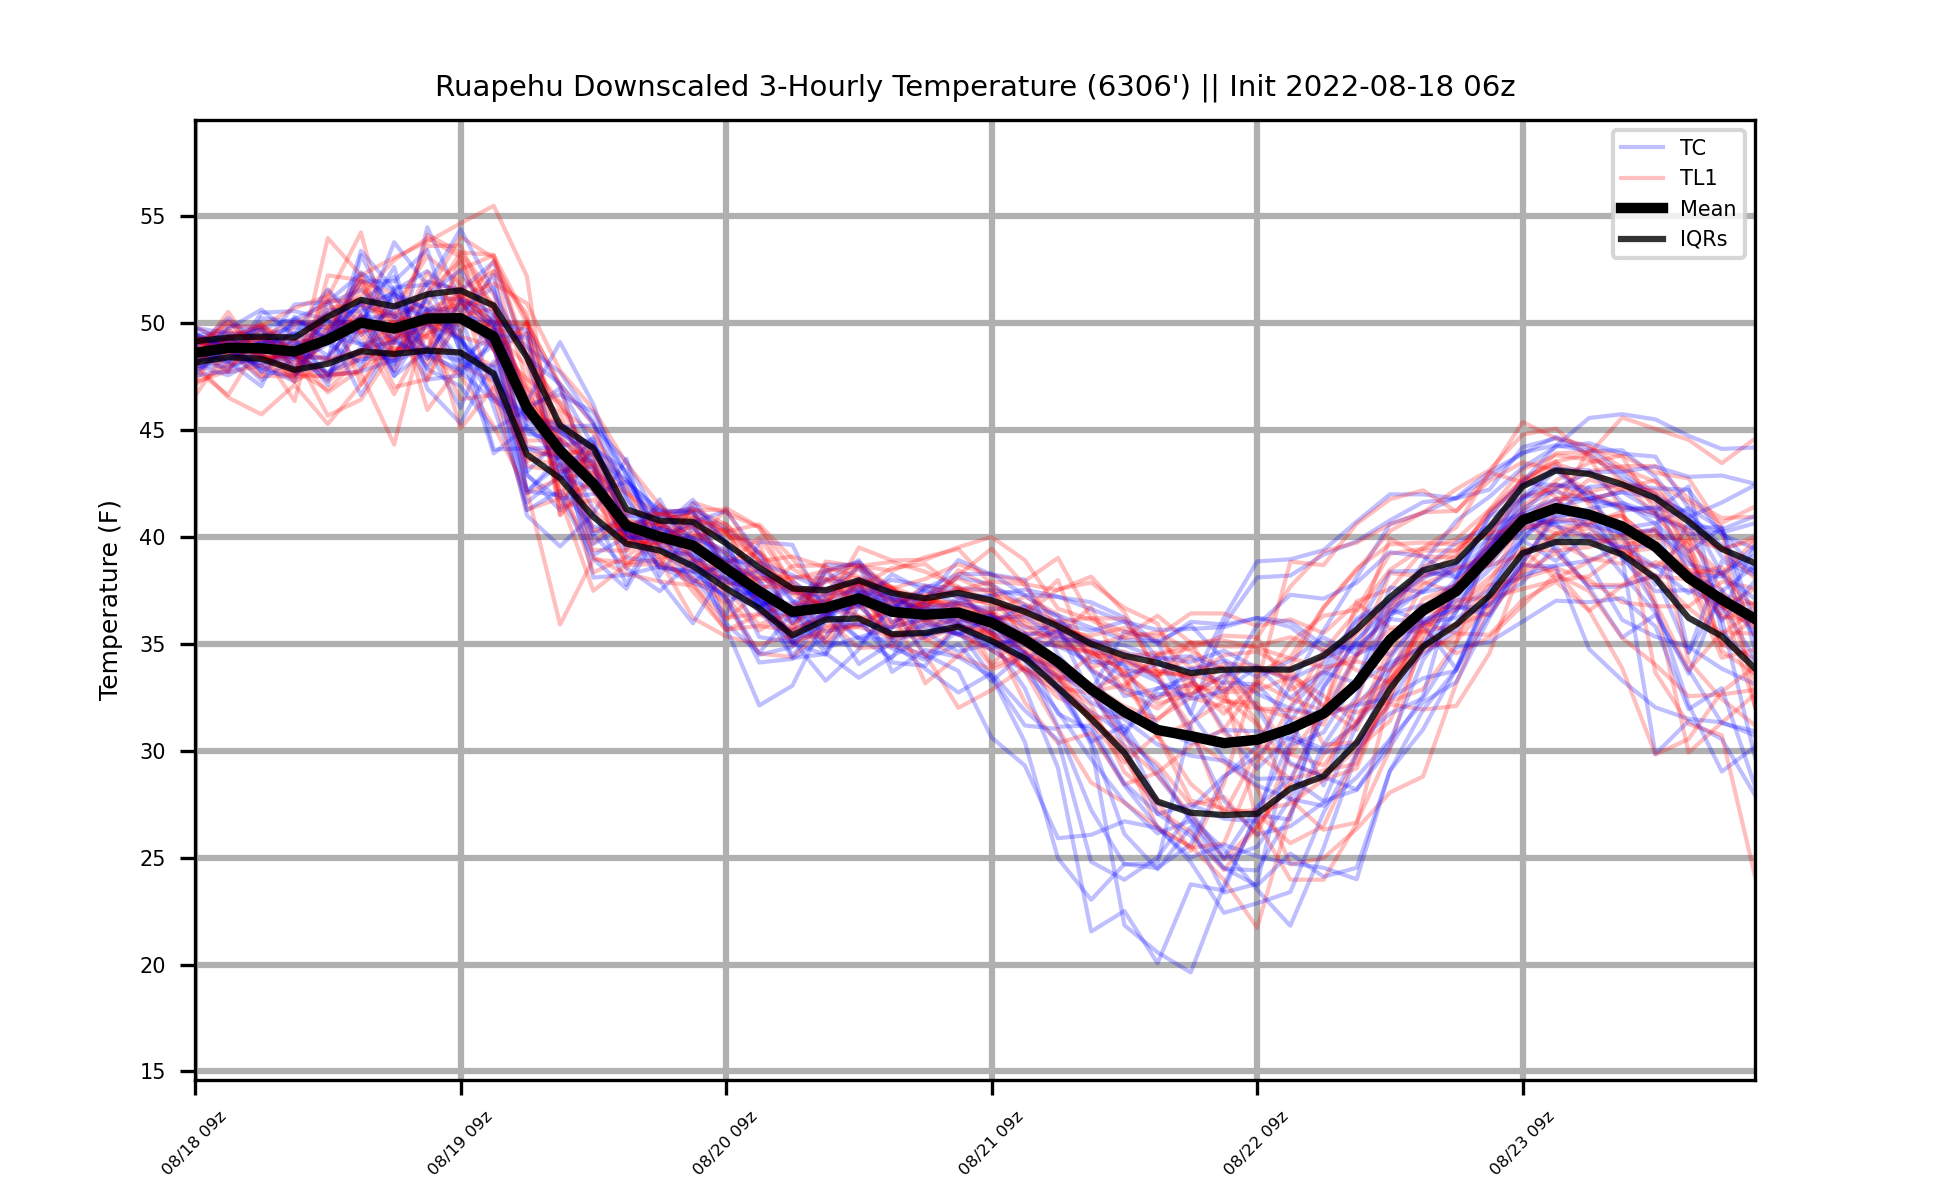 Ruapehu Downscaled 3-Hourly Temperature (6306') || Init 2022-08-18 06z
TC
TL1
Mean
IQRs
Temperature (F)
55
50
45
40
35
30
25
20
15
08/18 09z
08/19 09z
08/20 09z
08/21 09z
08/22 09z
08/23 09z